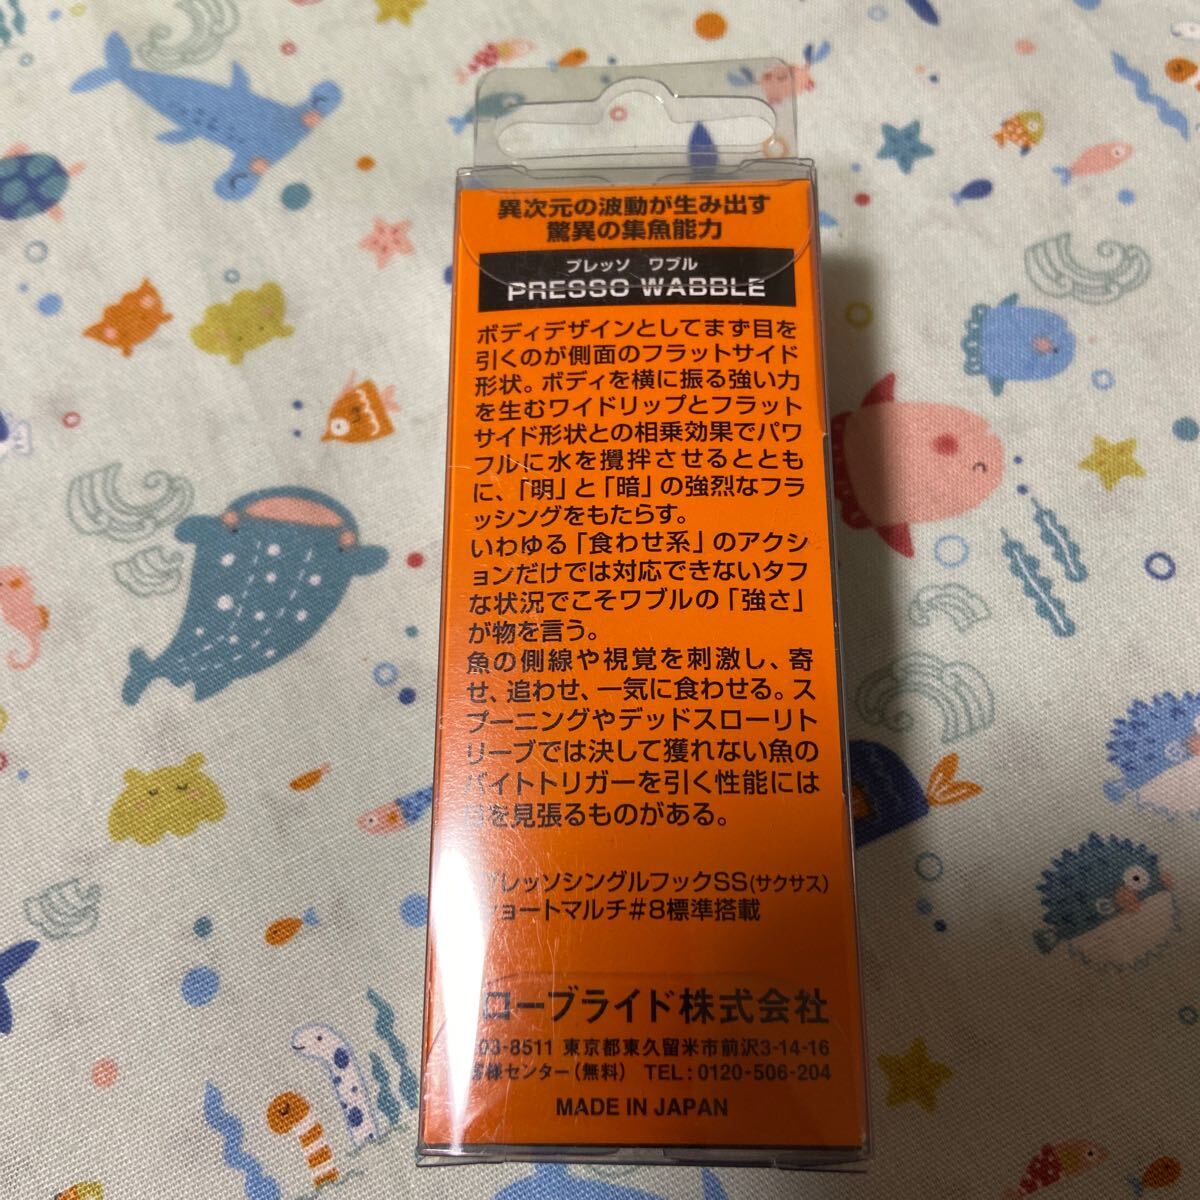 異次元の波動が生み出す
驚異の集魚能力
プレッソ ワブル
PRESSO WABBLE
ボディデザインとしてまず目を
引くのが側面のフラットサイド
形状。ボディを横に振る強い力
を生むワイドリップとフラット
サイド形状との相乗効果でパワ
フルに水を攪拌させるととも
に、「明」と「暗」の強烈なフラ
ッシングをもたらす。
いわゆる「食わせ系」のアクシ
ョンだけでは対応できないタフ
な状況でこそワブルの「強さ」
が物を言う。
魚の側線や視覚を刺激し、寄
せ、追わせ、一気に食わせる。ス
プーニングやデッドスローリト
リーブでは決して獲れない魚の
バイトトリガーを引く性能には
目を見張るものがある。
プレッソシングルフックSS(サクサス)
ショートマルチ#8標準搭載
ローブライド株式会社
03-8511 東京都東久留米市前沢3-14-16
客様センター(無料) TEL:0120-506-204
MADE IN JAPAN